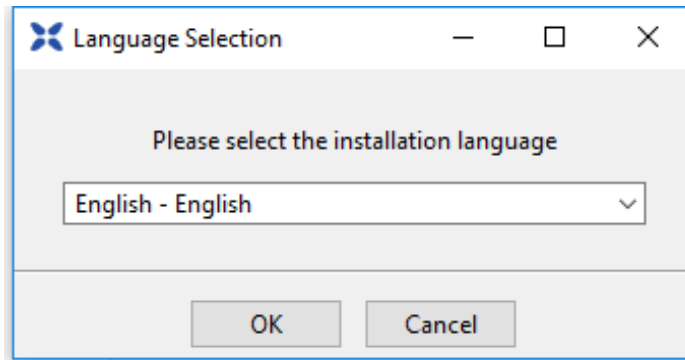 Language Selection
Please select the installation language
English - English
OK
Cancel